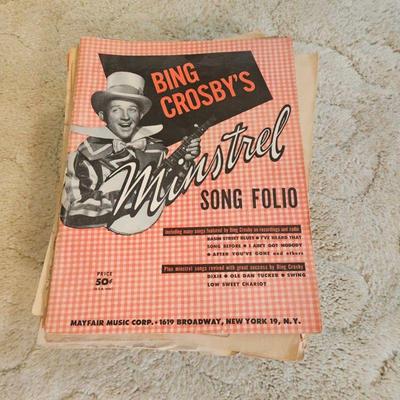 BING
CROSBY'S
Minstrel
SONG FOLIO
Including many songs featured by Bing Crosby on recordings and radio
BASIN STREET BLUES • I'VE HEARD THAT
SONG BEFORE • I AIN'T GOT NOBODY
• AFTER YOU'VE GONE and others
Plus minstrel songs revived with great success by Bing Crosby
DIXIE • OLE DAN TUCKER • SWING
LOW SWEET CHARIOT
PRICE
50¢
MAYFAIR MUSIC CORP. • 1619 BROADWAY, NEW YORK 19, N.Y.